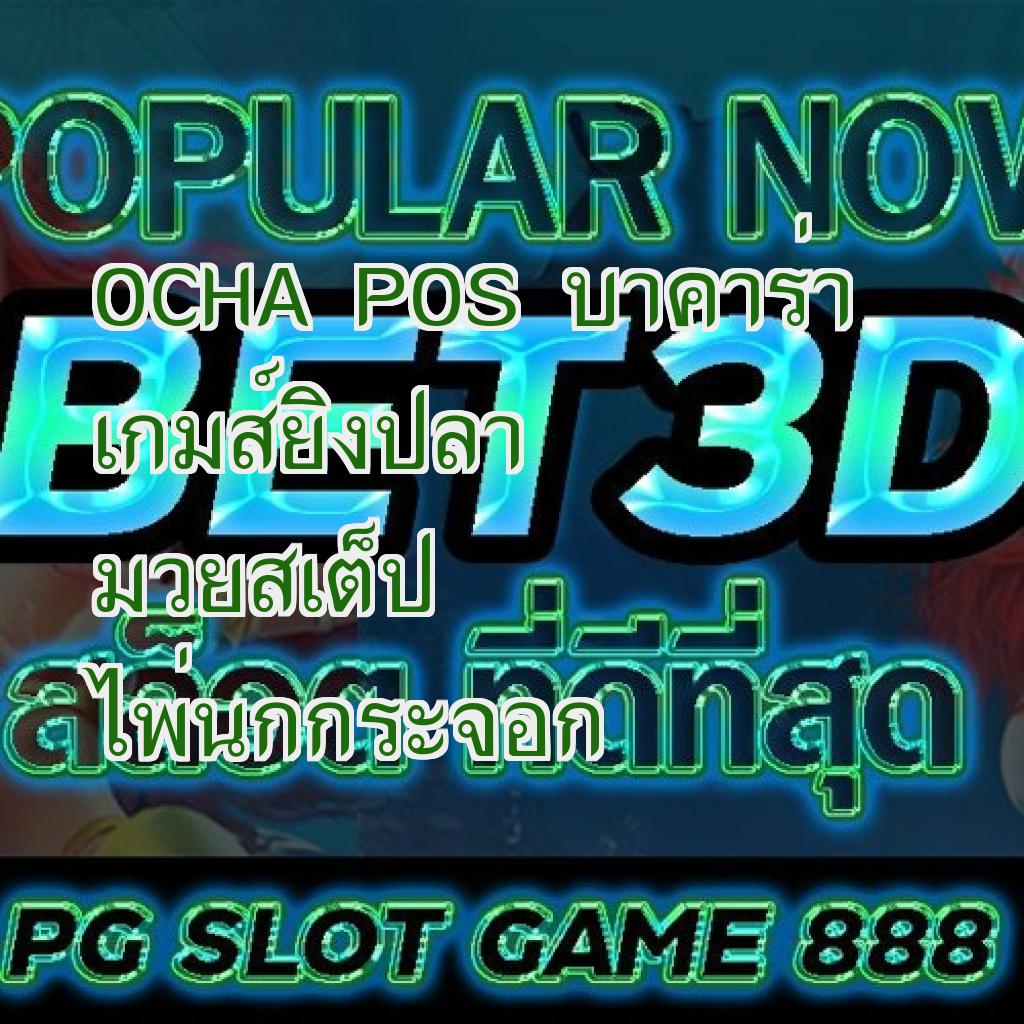 POPULAR NOW
OCHA POS บาคาร่า
BET3D
เกมส์ยิงปลา
มวยสเต็ป
สล็อต ที่ดีที่สุด
ไพ่นกกระจอก
PG SLOT GAME 888